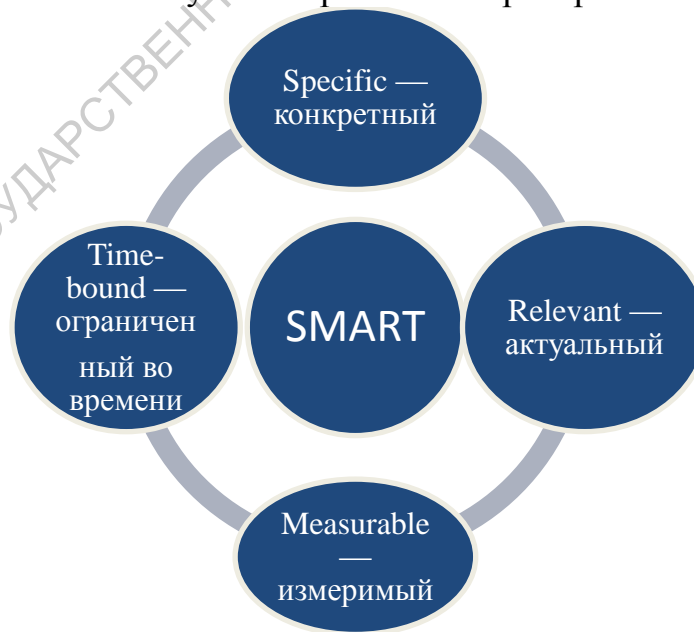 Specific —
конкретный
Time-
bound —
ограничен
ный во
времени
SMART
Relevant —
актуальный
Measurable
—
измеримый